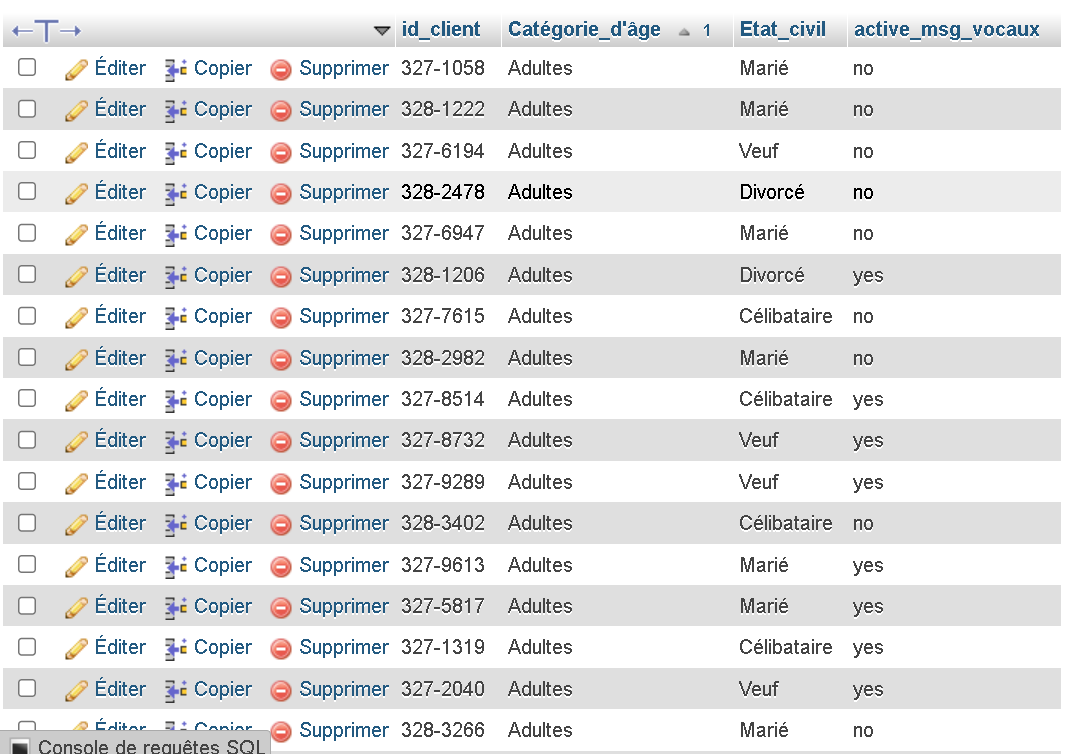 id_client Catégorie_d'âge 1 Etat_civil active_msg_vocaux
Éditer Copier Supprimer 327-1058 Adultes Marié no
Éditer Copier Supprimer 328-1222 Adultes Marié no
Éditer Copier Supprimer 327-6194 Adultes Veuf no
Éditer Copier Supprimer 328-2478 Adultes Divorcé no
Éditer Copier Supprimer 327-6947 Adultes Marié no
Éditer Copier Supprimer 328-1206 Adultes Divorcé yes
Éditer Copier Supprimer 327-7615 Adultes Célibataire no
Éditer Copier Supprimer 328-2982 Adultes Marié no
Éditer Copier Supprimer 327-8514 Adultes Célibataire yes
Éditer Copier Supprimer 327-8732 Adultes Veuf yes
Éditer Copier Supprimer 327-9289 Adultes Veuf yes
Éditer Copier Supprimer 328-3402 Adultes Célibataire no
Éditer Copier Supprimer 327-9613 Adultes Marié yes
Éditer Copier Supprimer 327-5817 Adultes Marié yes
Éditer Copier Supprimer 327-1319 Adultes Célibataire yes
Éditer Copier Supprimer 327-2040 Adultes Veuf yes
Éditer Copier Supprimer 328-3266 Adultes Marié no
Console de requêtes SQL